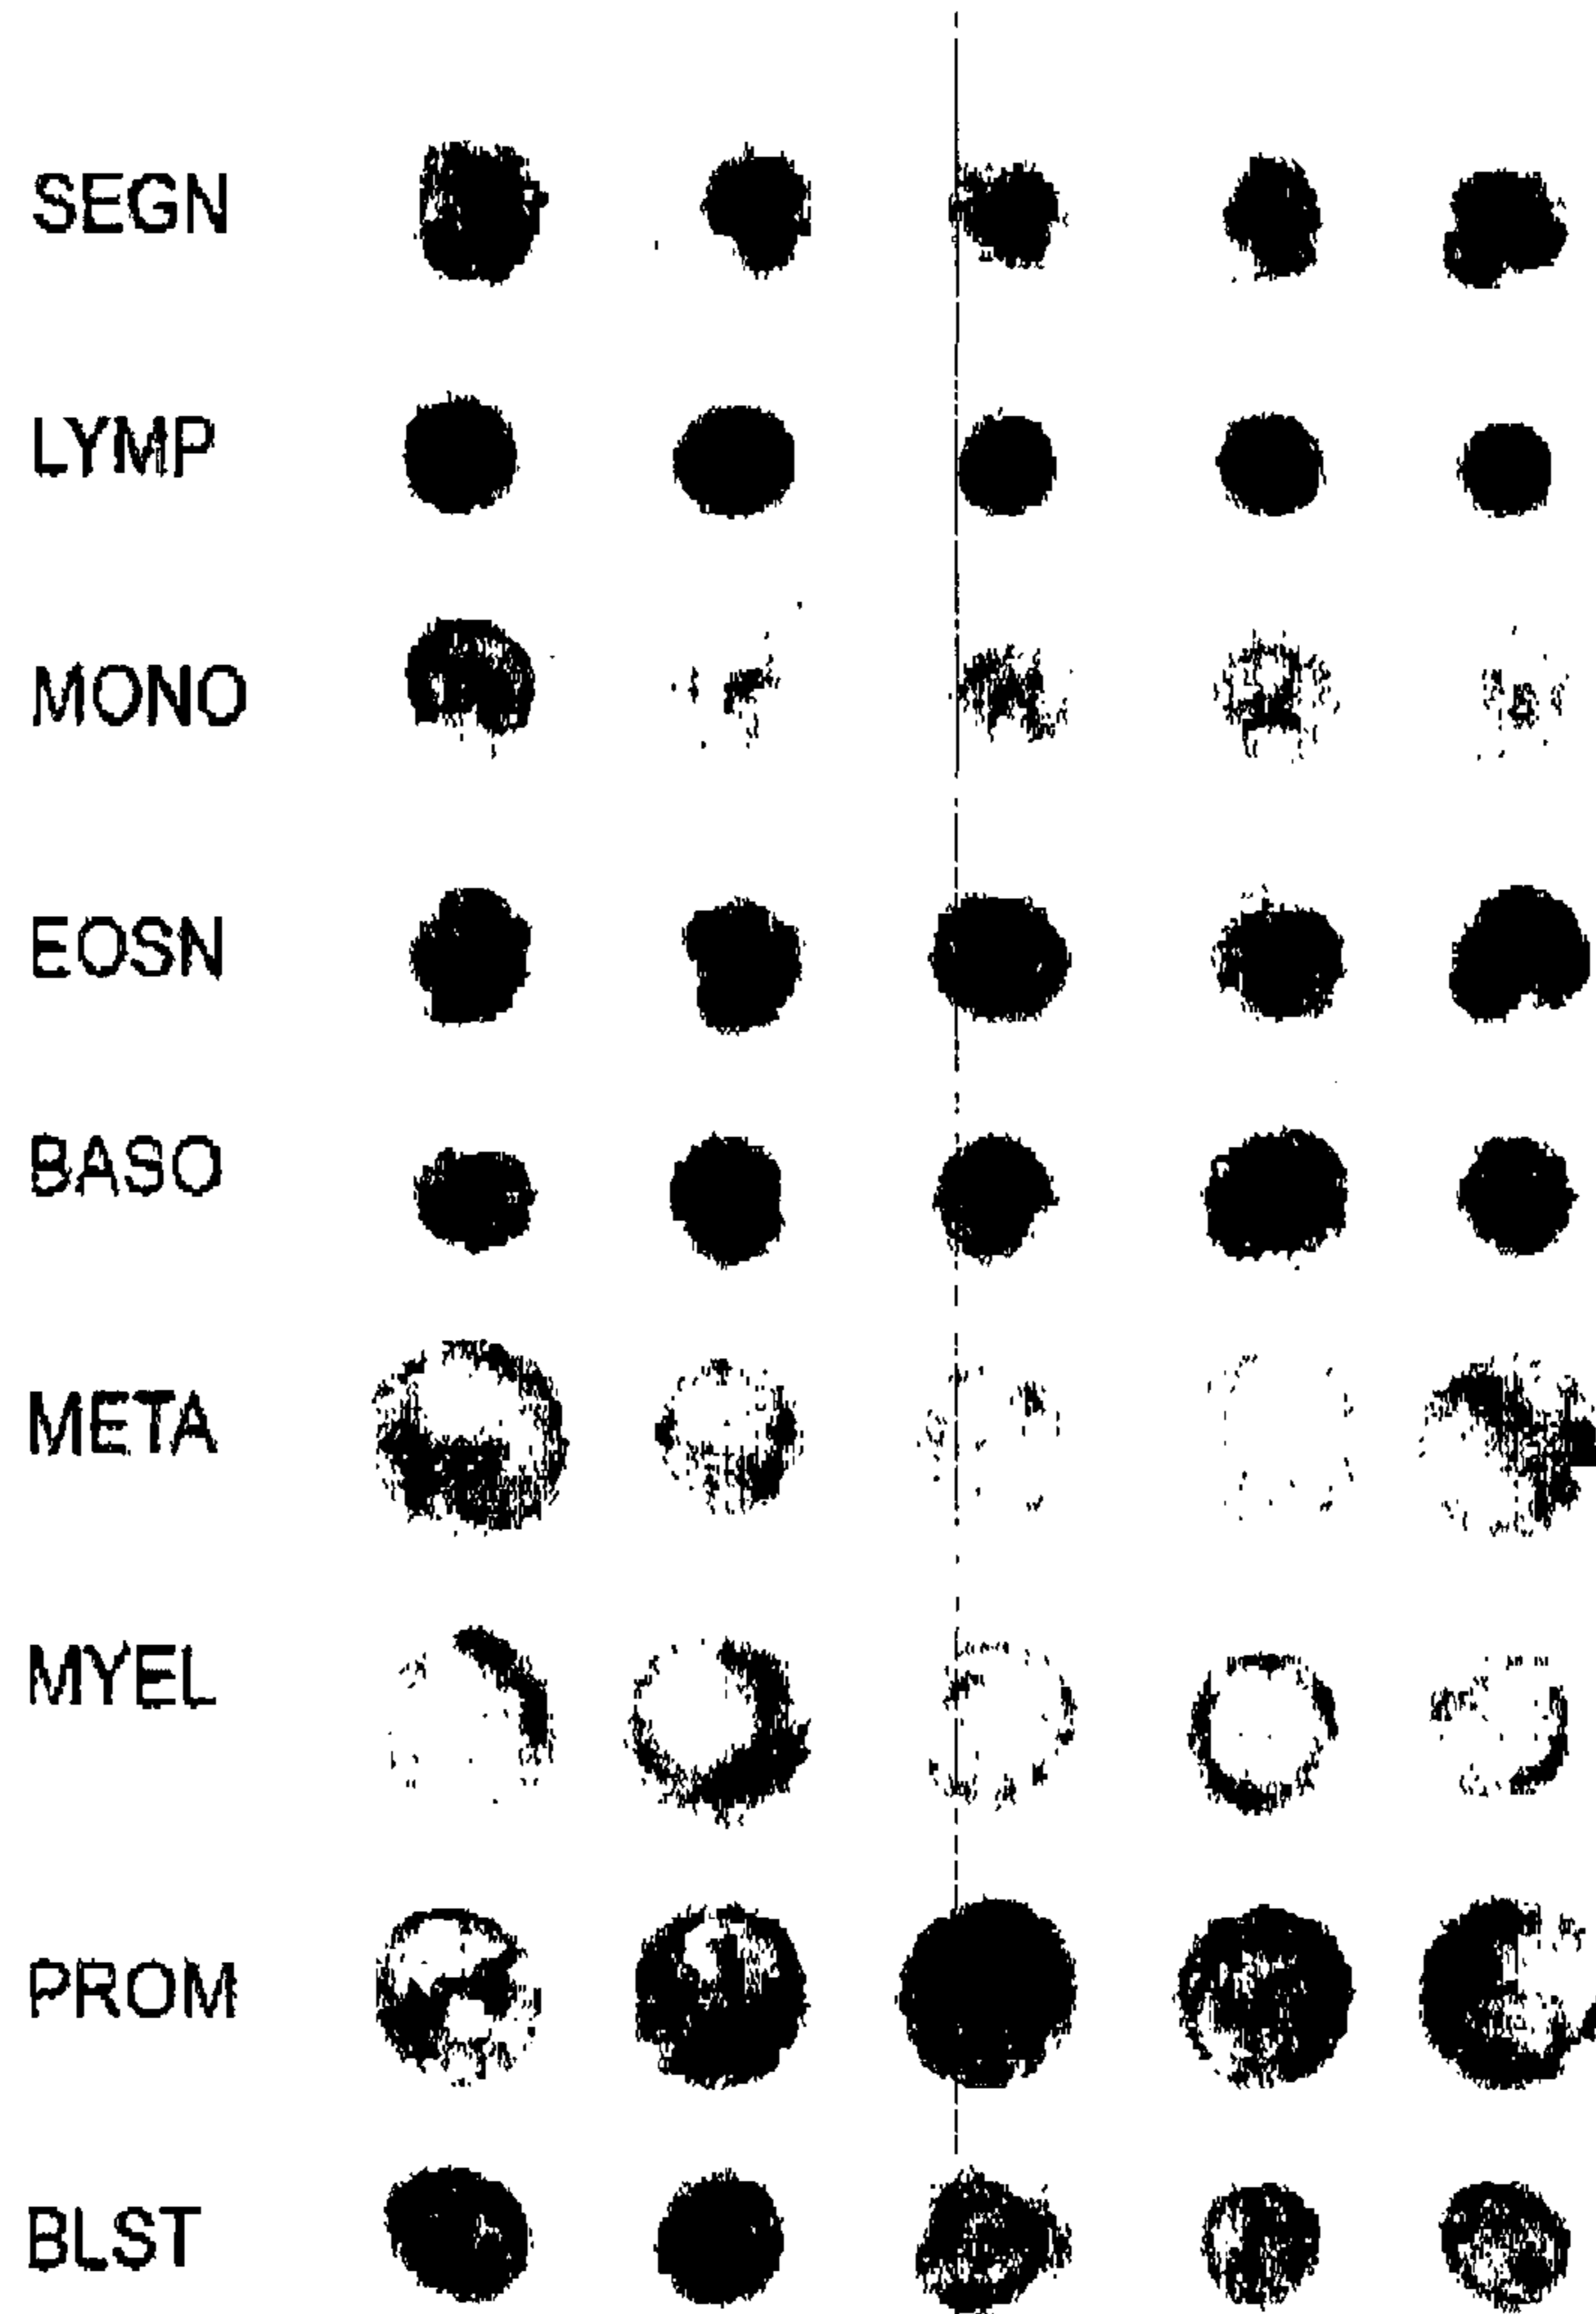 SEGN
LYMP
MONO
EOSN
BASO
META
MYEL
PROM
BLST